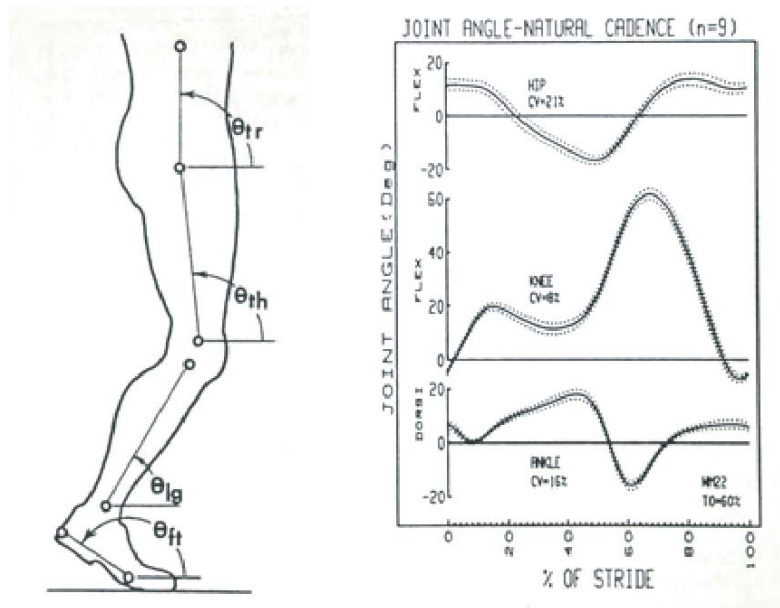 θtr
θth
θlg
θft
JOINT ANGLE-NATURAL CADENCE (n=9)
JOINT ANGLE (Deg)
FLEX
20
0
-20
HIP
CV=21%
FLEX
60
40
20
0
KNEE
CV=8%
DORSI
20
0
-20
ANKLE
CV=16%
WM22
TO=60%
0
20
40
60
80
100
% OF STRIDE